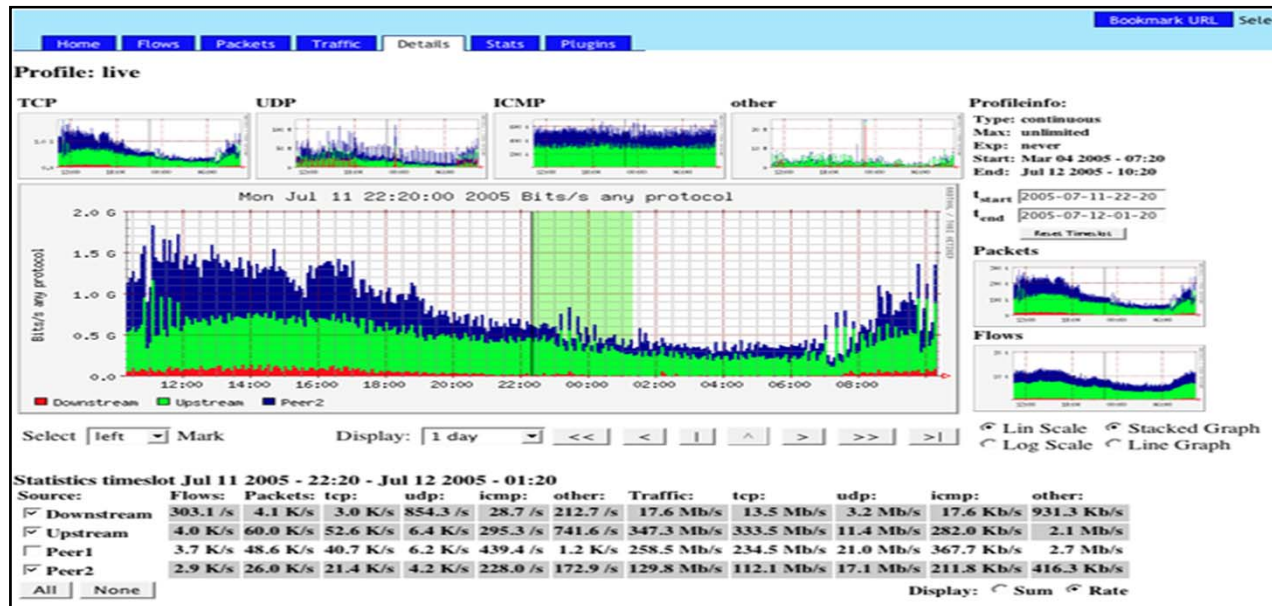 Bookmark URL Sele
Home Flows Packets Traffic Details Stats Plugins
Profile: live
TCP UDP ICMP other
Profileinfo:
Type: continuous
Max: unlimited
Exp: never
Start: Mar 04 2005 - 07:20
End: Jul 12 2005 - 10:20
tstart 2005-07-11-22-20
tend 2005-07-12-01-20
Reset Timeslot
Mon Jul 11 22:20:00 2005 Bits/s any protocol
Bits/s any protocol
2.0 G
1.5 G
1.0 G
0.5 G
0.0
12:00 14:00 16:00 18:00 20:00 22:00 00:00 02:00 04:00 06:00 08:00
Downstream Upstream Peer2
Packets
Flows
Select left Mark Display: 1 day << < | ^ > >> >|
Lin Scale Stacked Graph
Log Scale Line Graph
Statistics timeslot Jul 11 2005 - 22:20 - Jul 12 2005 - 01:20
Source: Flows: Packets: tcp: udp: icmp: other: Traffic: tcp: udp: icmp: other:
Downstream 303.1 /s 4.1 K/s 3.0 K/s 854.3 /s 28.7 /s 212.7 /s 17.6 Mb/s 13.5 Mb/s 3.2 Mb/s 17.6 Kb/s 931.3 Kb/s
Upstream 4.0 K/s 60.0 K/s 52.6 K/s 6.4 K/s 295.3 /s 741.6 /s 347.3 Mb/s 333.5 Mb/s 11.4 Mb/s 282.0 Kb/s 2.1 Mb/s
Peer1 3.7 K/s 48.6 K/s 40.7 K/s 6.2 K/s 439.4 /s 1.2 K/s 258.5 Mb/s 234.5 Mb/s 21.0 Mb/s 367.7 Kb/s 2.7 Mb/s
Peer2 2.9 K/s 26.0 K/s 21.4 K/s 4.2 K/s 228.0 /s 172.9 /s 129.8 Mb/s 112.1 Mb/s 17.1 Mb/s 211.8 Kb/s 416.3 Kb/s
All None Display: Sum Rate